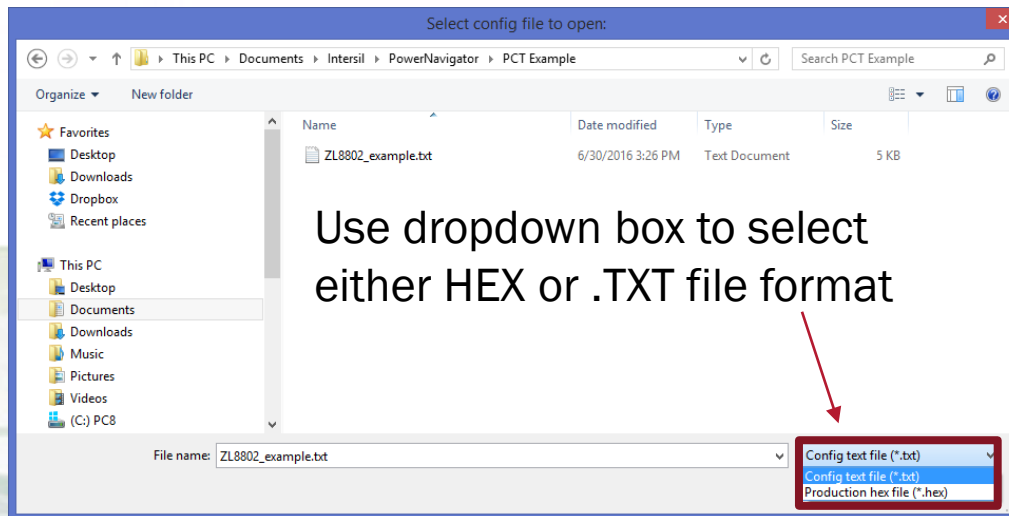 Select config file to open:
This PC Documents Intersil PowerNavigator PCT Example
Search PCT Example
Organize New folder
Name Date modified Type Size
Favorites
Desktop
Downloads
Dropbox
Recent places
This PC
Desktop
Documents
Downloads
Music
Pictures
Videos
(C:) PC8
ZL8802_example.txt 6/30/2016 3:26 PM Text Document 5 KB
Use dropdown box to select
either HEX or .TXT file format
File name: ZL8802_example.txt
Config text file (*.txt)
Config text file (*.txt)
Production hex file (*.hex)